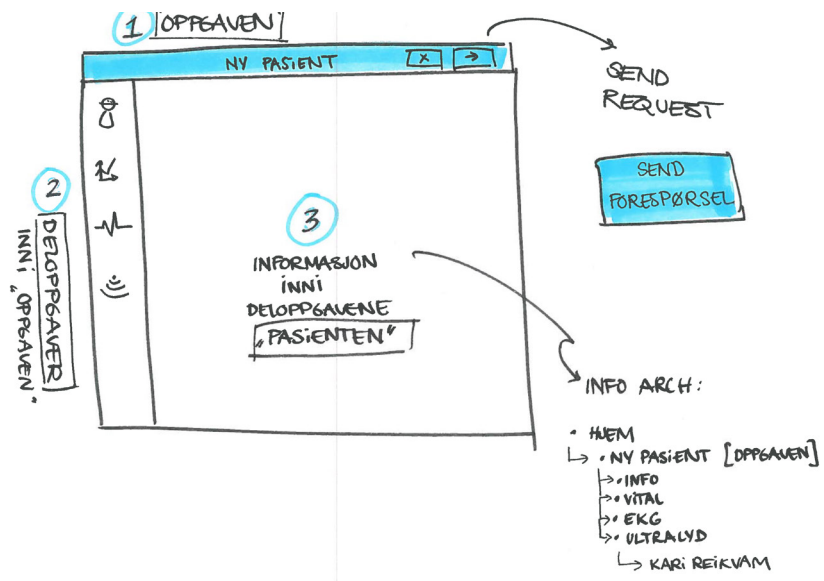 1 OPPGAVEN
NY PASIENT X →
SEND
REQUEST
SEND
FORESPØRSEL
2
DELOPPGAVER
INNI "OPPGAVEN"
3
INFORMASJON
INNI
DELOPPGAVENE
"PASIENTEN"
INFO ARCH:
• HJEM
↳ • NY PASIENT [OPPGAVEN]
↳ • INFO
↳ • VITAL
↳ • EKG
↳ • ULTRALYD
↳ KARI REIKVAM